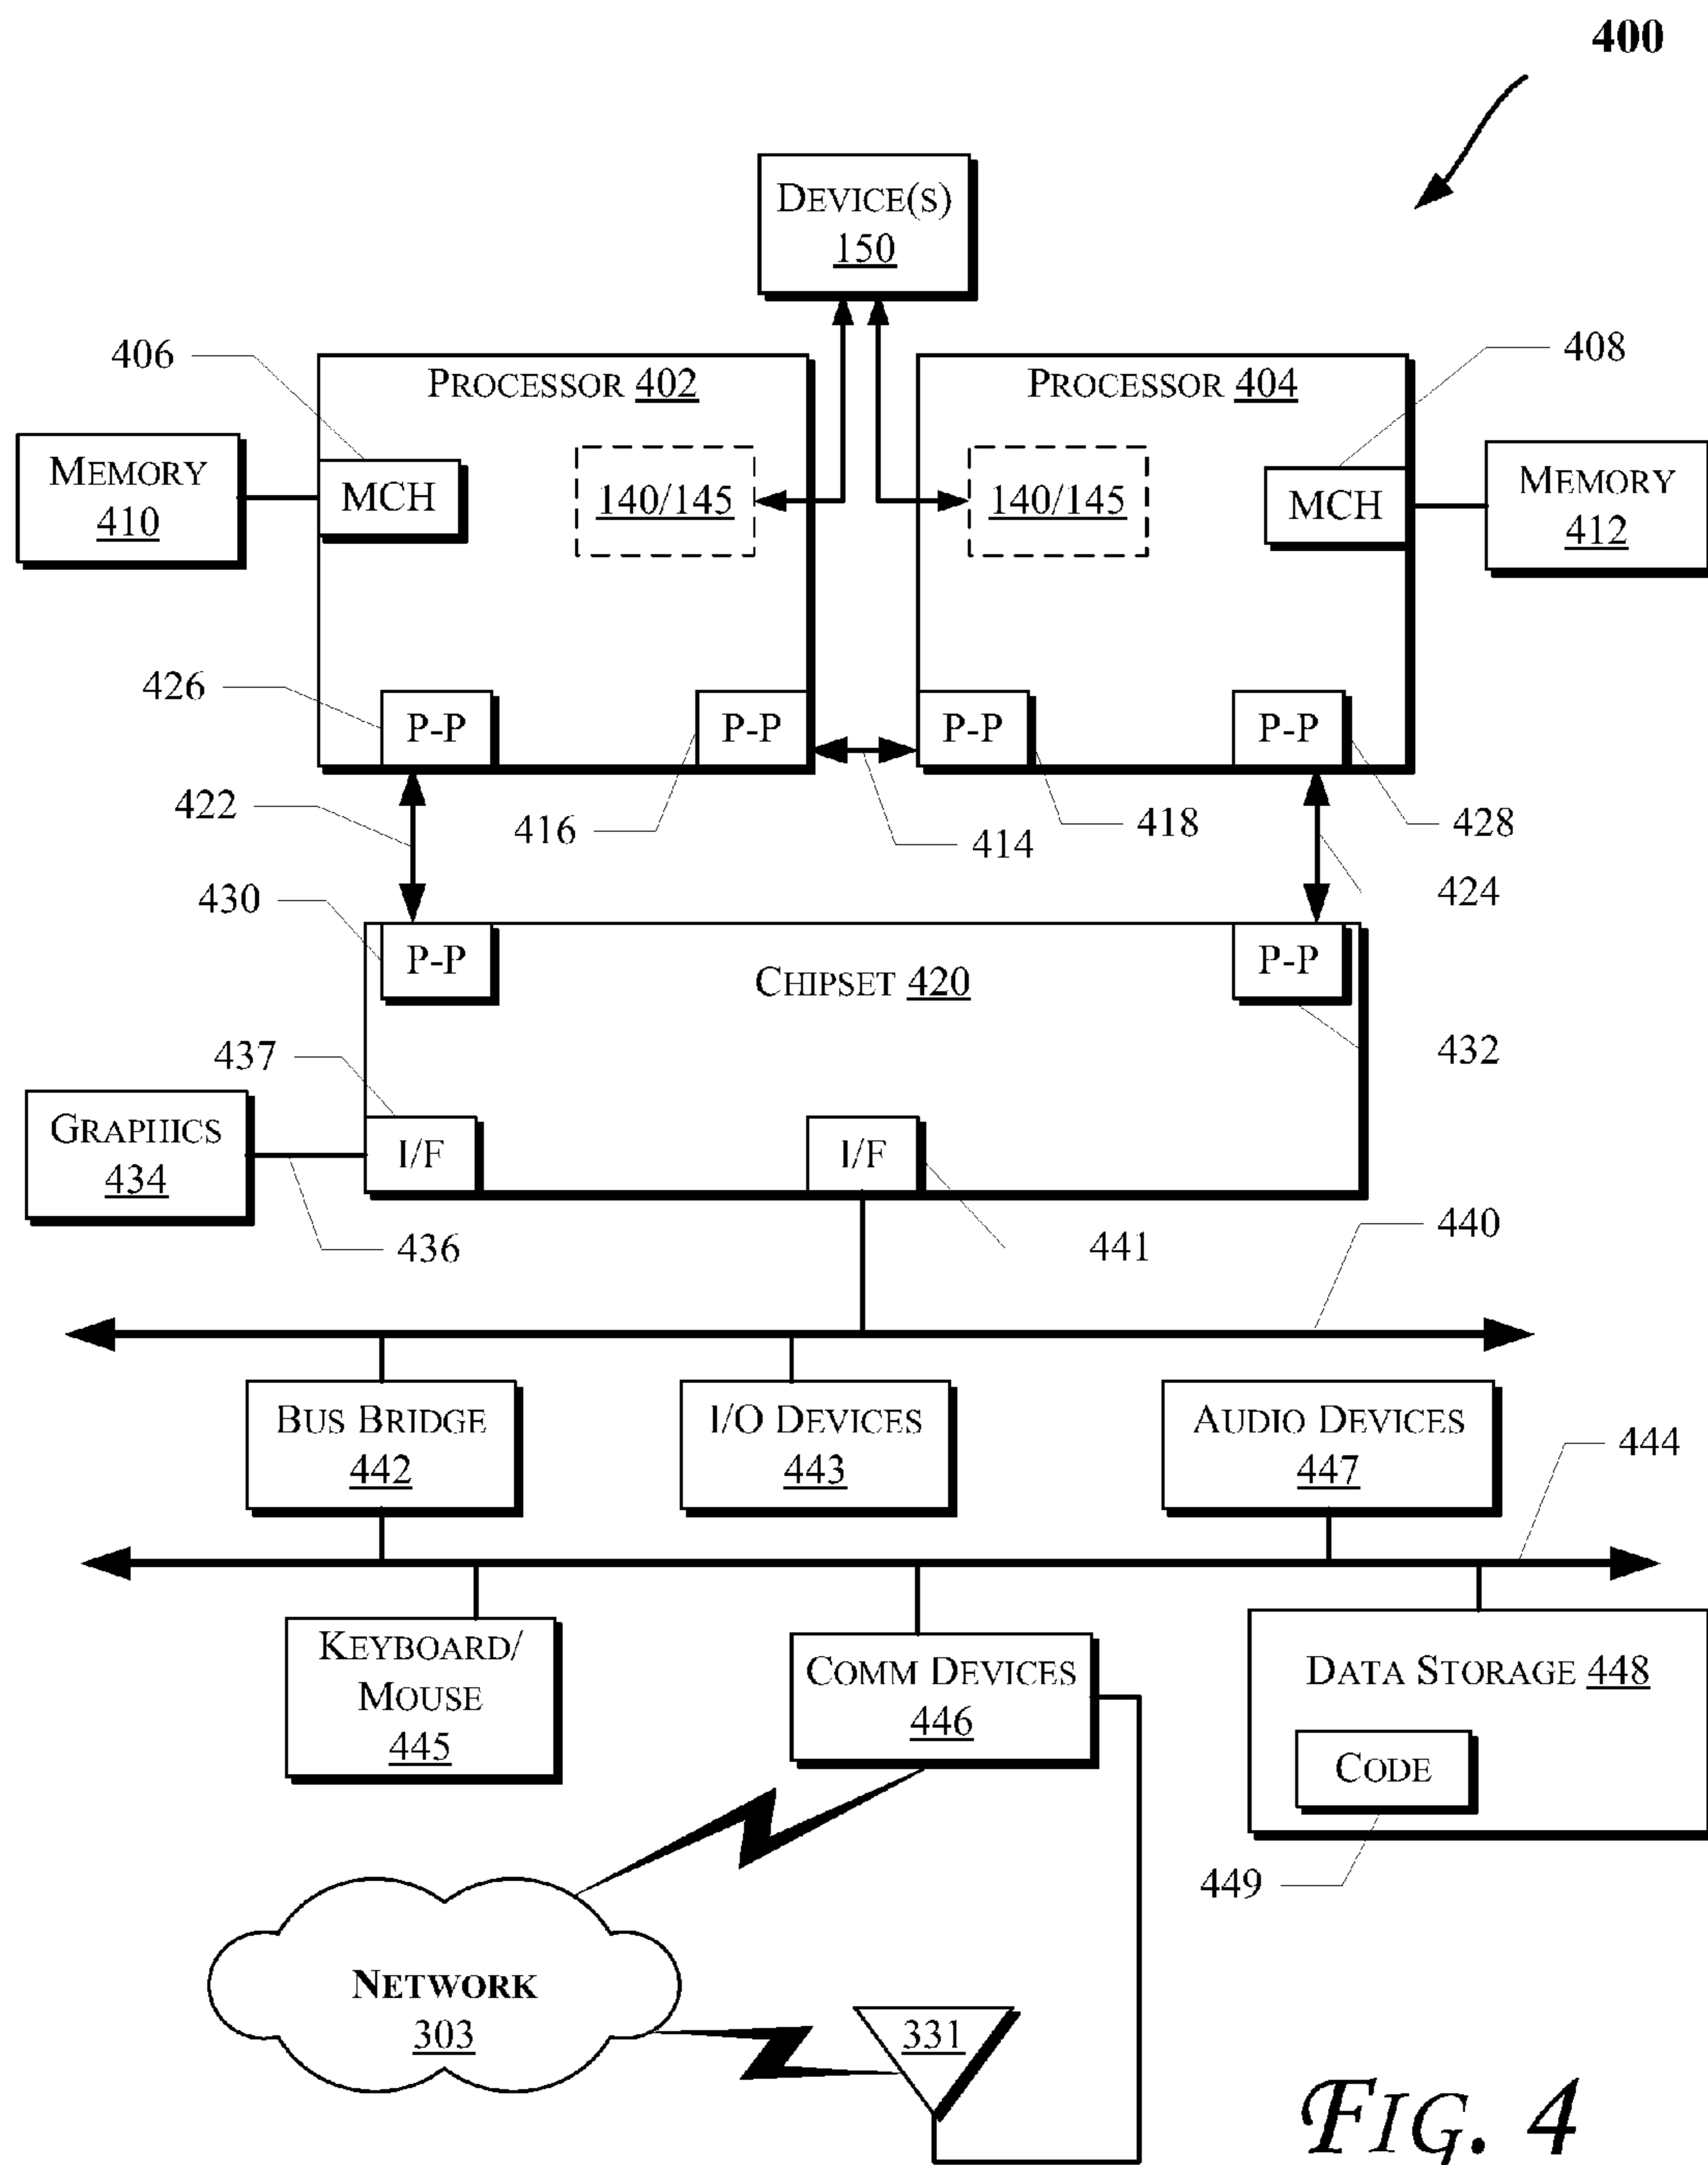 400
DEVICE(S)
150
406
PROCESSOR 402
PROCESSOR 404
408
MEMORY
410
MCH
140/145
140/145
MCH
MEMORY
412
426
P-P
P-P
P-P
P-P
422
416
414
418
428
430
424
P-P
CHIPSET 420
P-P
437
432
GRAPHICS
434
I/F
I/F
436
441
440
BUS BRIDGE
442
I/O DEVICES
443
AUDIO DEVICES
447
444
KEYBOARD/
MOUSE
445
COMM DEVICES
446
DATA STORAGE 448
CODE
449
NETWORK
303
331
FIG. 4